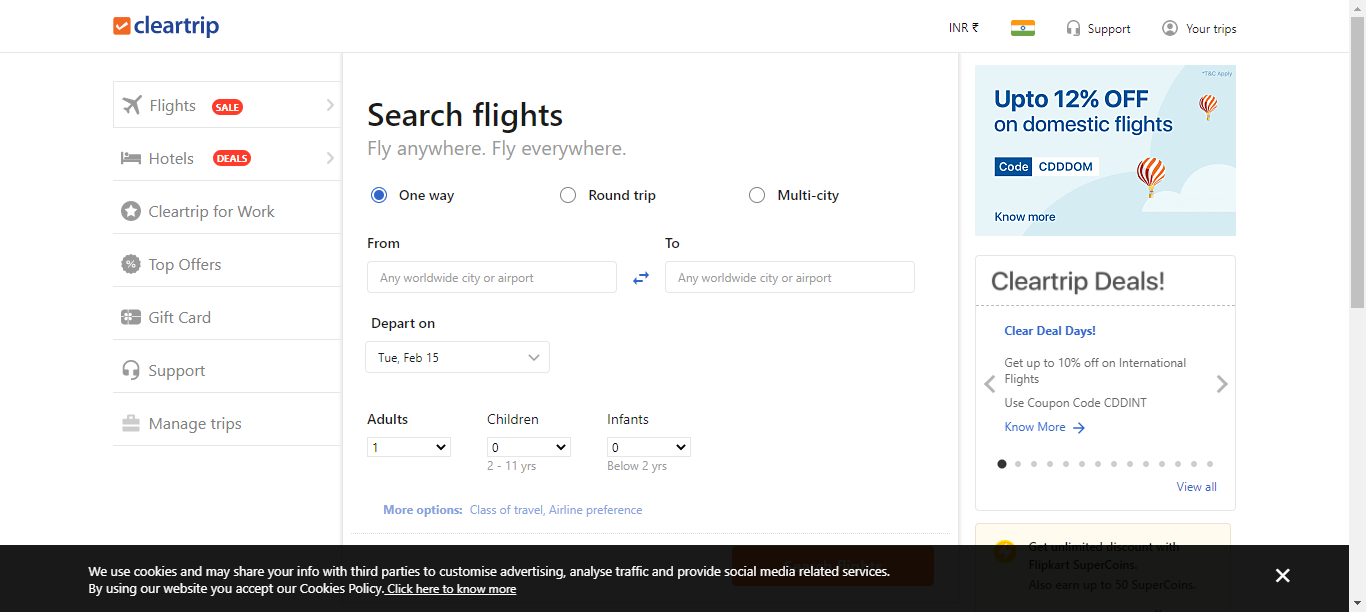 cleartrip
INR ₹
Support
Your trips
Flights SALE
Hotels DEALS
Cleartrip for Work
Top Offers
Gift Card
Support
Manage trips
Search flights
Fly anywhere. Fly everywhere.
One way Round trip Multi-city
From To
Any worldwide city or airport Any worldwide city or airport
Depart on
Tue, Feb 15
Adults Children Infants
1 0 0
2 - 11 yrs Below 2 yrs
More options: Class of travel, Airline preference
*T&C Apply
Upto 12% OFF
on domestic flights
Code CDDDOM
Know more
Cleartrip Deals!
Clear Deal Days!
Get up to 10% off on International
Flights
Use Coupon Code CDDINT
Know More
View all
Get unlimited discount with
Flipkart SuperCoins.
Also earn up to 50 SuperCoins.
We use cookies and may share your info with third parties to customise advertising, analyse traffic and provide social media related services.
By using our website you accept our Cookies Policy. Click here to know more